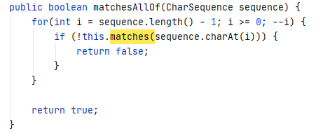 public boolean matchesAllOf(CharSequence sequence) {
    for(int i = sequence.length() - 1; i >= 0; --i) {
        if (!this.matches(sequence.charAt(i))) {
            return false;
        }
    }

    return true;
}